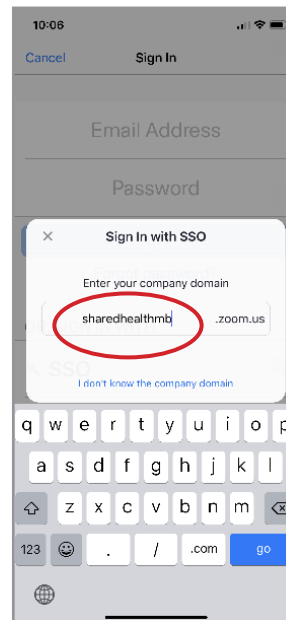 10:06
Cancel Sign In
Email Address
Password
Sign In with SSO
Enter your company domain
sharedhealthmb .zoom.us
SSO
I don't know the company domain
q w e r t y u i o p
a s d f g h j k l
z x c v b n m
123 . / .com go